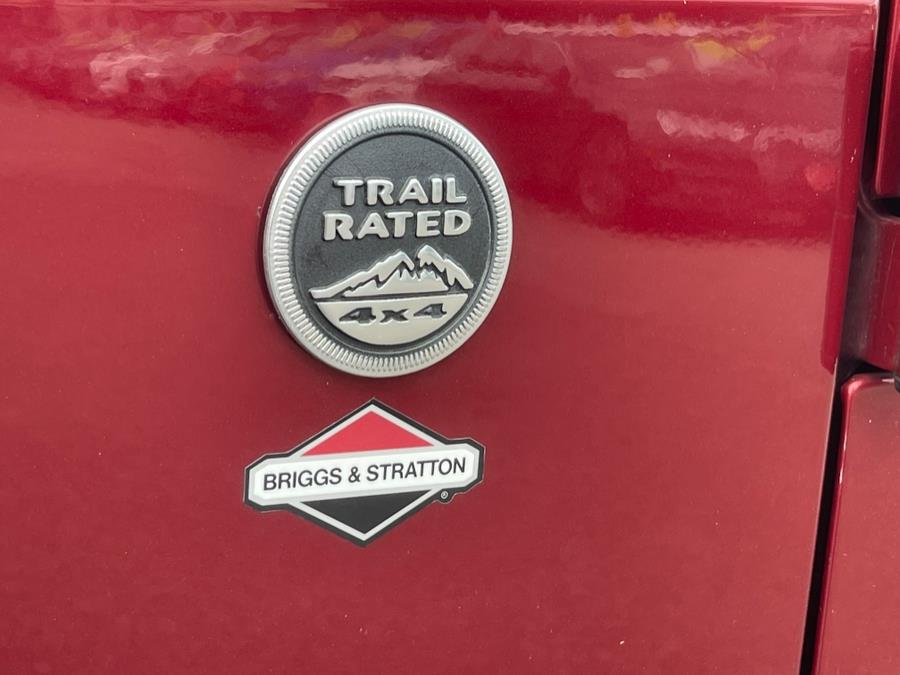 TRAIL
RATED
4x4
BRIGGS & STRATTON
®